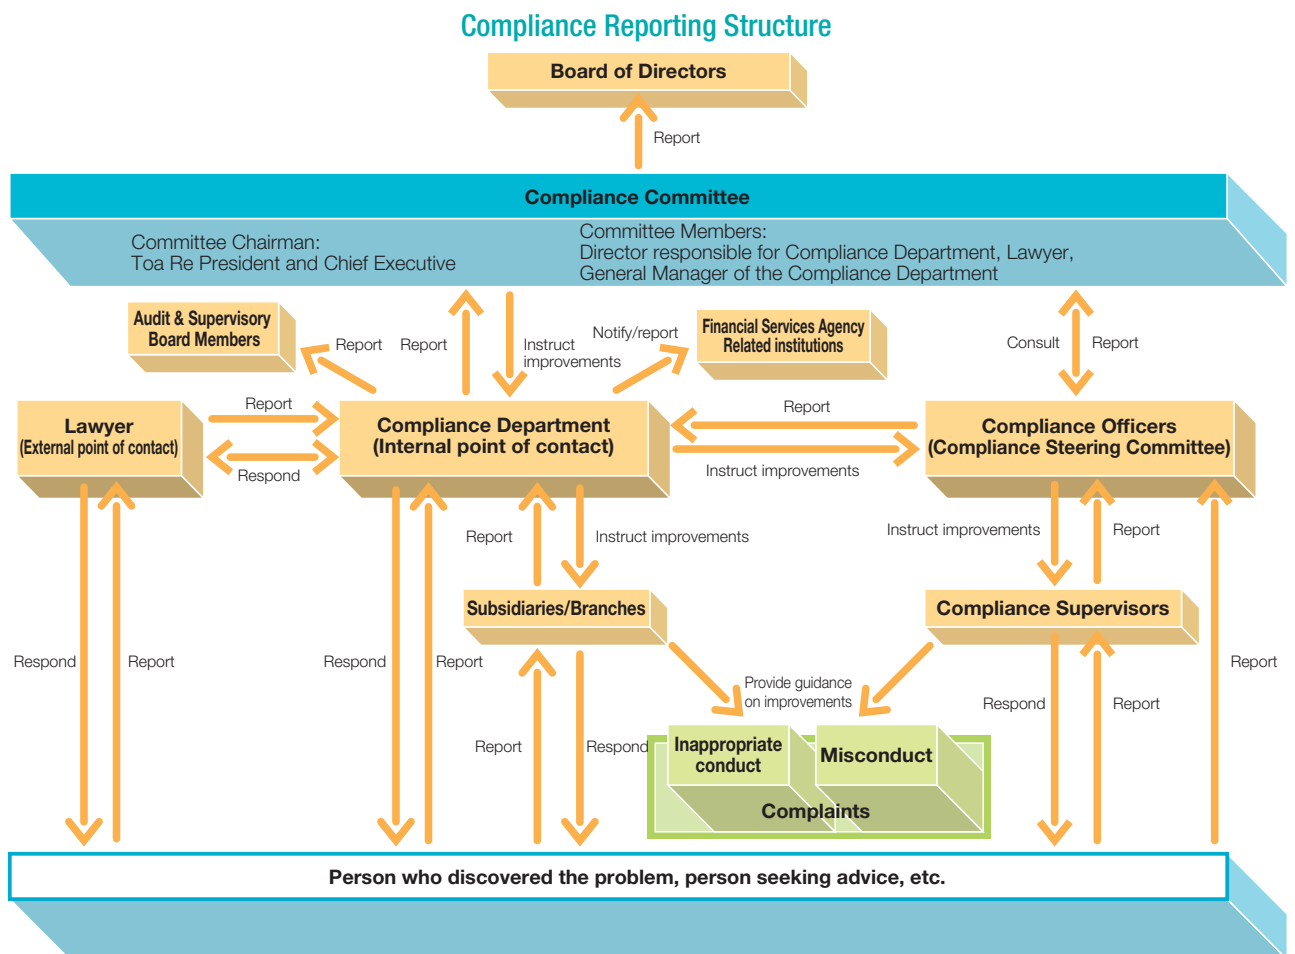 Compliance Reporting Structure
Board of Directors
Report
Compliance Committee
Committee Chairman:
Toa Re President and Chief Executive
Committee Members:
Director responsible for Compliance Department, Lawyer,
General Manager of the Compliance Department
Audit & Supervisory
Board Members
Report
Report
Instruct
improvements
Notify/report
Financial Services Agency
Related institutions
Consult
Report
Lawyer
(External point of contact)
Report
Respond
Compliance Department
(Internal point of contact)
Report
Instruct improvements
Compliance Officers
(Compliance Steering Committee)
Report
Instruct improvements
Instruct improvements
Report
Subsidiaries/Branches
Compliance Supervisors
Respond
Report
Respond
Report
Provide guidance
on improvements
Respond
Report
Report
Report
Respond
Inappropriate
conduct
Misconduct
Complaints
Person who discovered the problem, person seeking advice, etc.